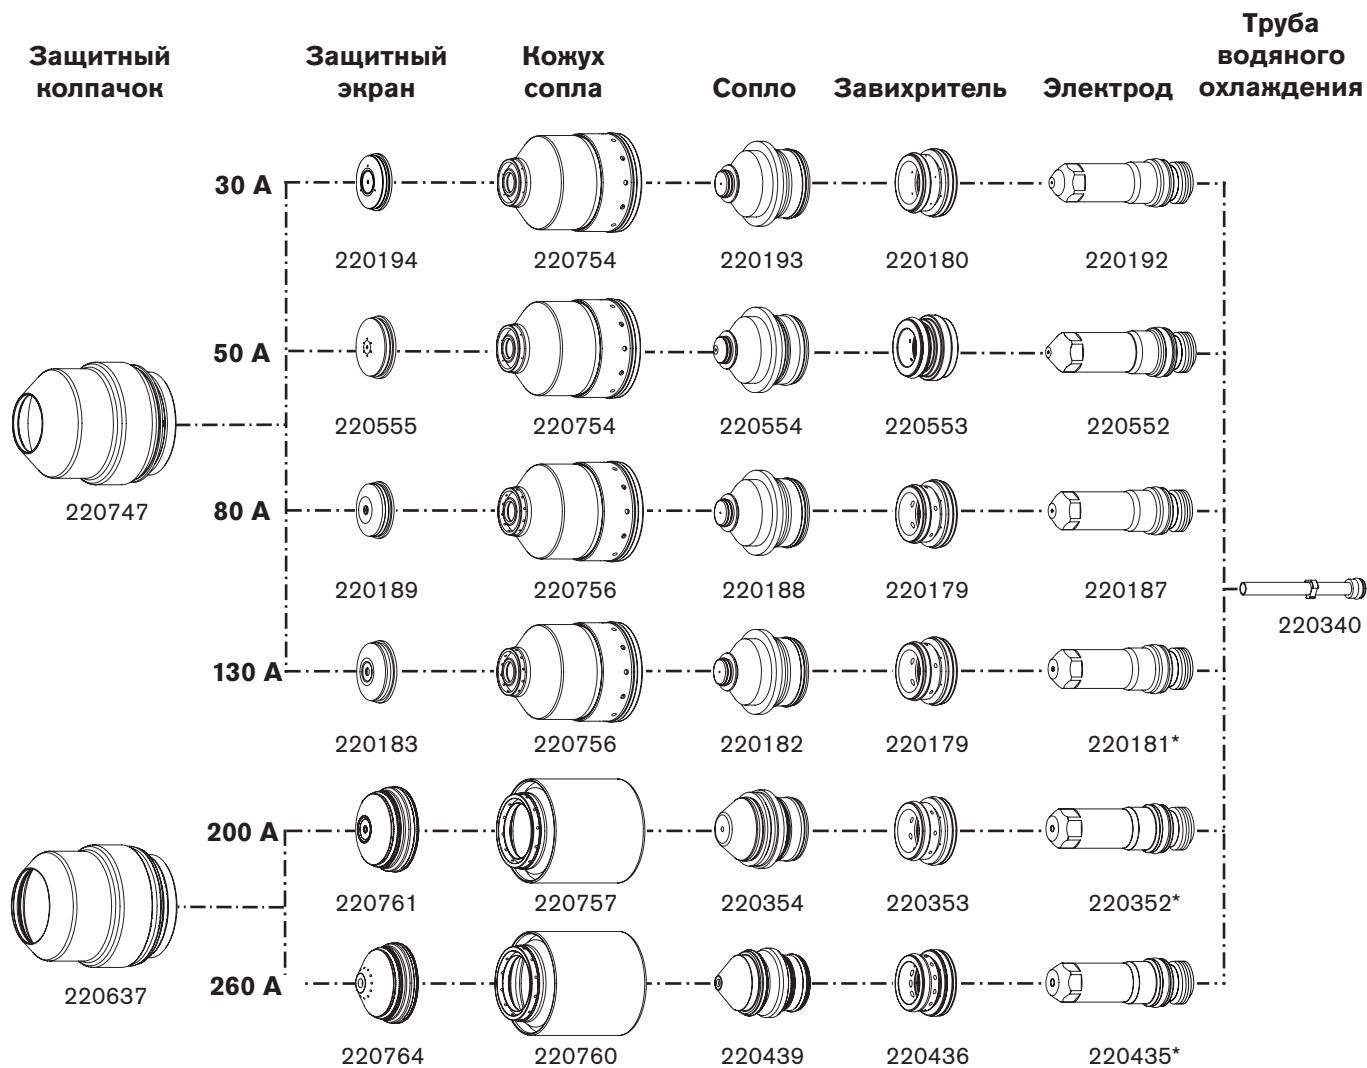 Защитный
колпачок
Защитный
экран
Кожух
сопла
Сопло
Завихритель
Электрод
Труба
водяного
охлаждения
30 А
220194 220754 220193 220180 220192
50 А
220555 220754 220554 220553 220552
220747
80 А
220189 220756 220188 220179 220187
220340
130 А
220183 220756 220182 220179 220181*
200 А
220761 220757 220354 220353 220352*
220637
260 А
220764 220760 220439 220436 220435*